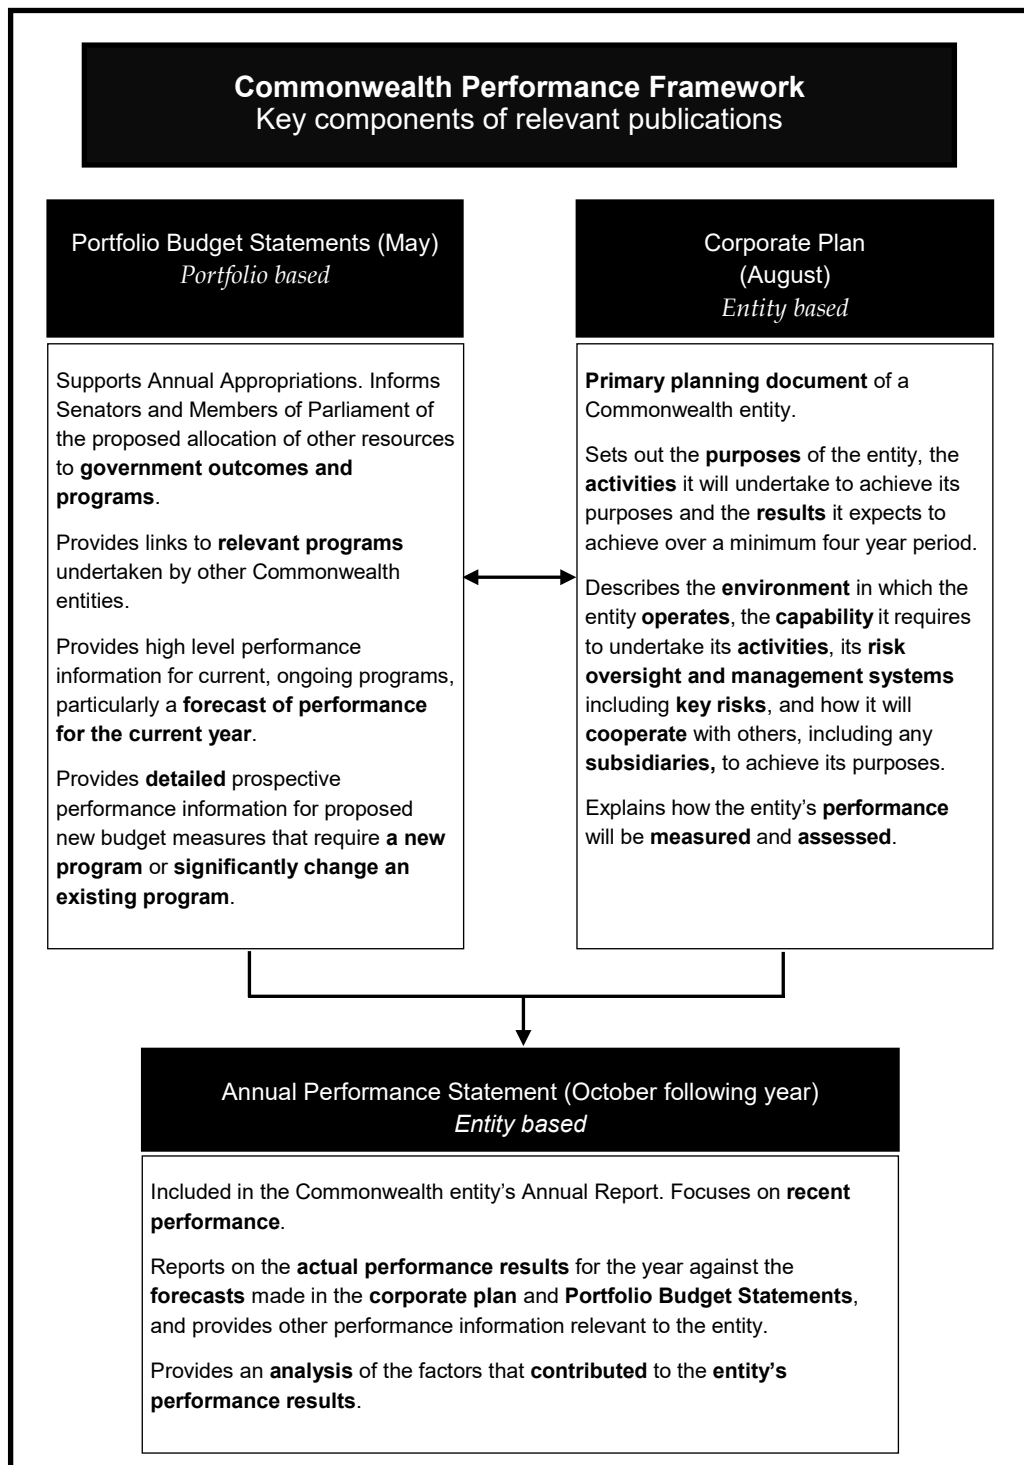 Commonwealth Performance Framework
Key components of relevant publications
Portfolio Budget Statements (May)
Portfolio based
Supports Annual Appropriations. Informs
Senators and Members of Parliament of
the proposed allocation of other resources
to government outcomes and
programs.
Provides links to relevant programs
undertaken by other Commonwealth
entities.
Provides high level performance
information for current, ongoing programs,
particularly a forecast of performance
for the current year.
Provides detailed prospective
performance information for proposed
new budget measures that require a new
program or significantly change an
existing program.
Corporate Plan
(August)
Entity based
Primary planning document of a
Commonwealth entity.
Sets out the purposes of the entity, the
activities it will undertake to achieve its
purposes and the results it expects to
achieve over a minimum four year period.
Describes the environment in which the
entity operates, the capability it requires
to undertake its activities, its risk
oversight and management systems
including key risks, and how it will
cooperate with others, including any
subsidiaries, to achieve its purposes.
Explains how the entity’s performance
will be measured and assessed.
Annual Performance Statement (October following year)
Entity based
Included in the Commonwealth entity’s Annual Report. Focuses on recent
performance.
Reports on the actual performance results for the year against the
forecasts made in the corporate plan and Portfolio Budget Statements,
and provides other performance information relevant to the entity.
Provides an analysis of the factors that contributed to the entity’s
performance results.